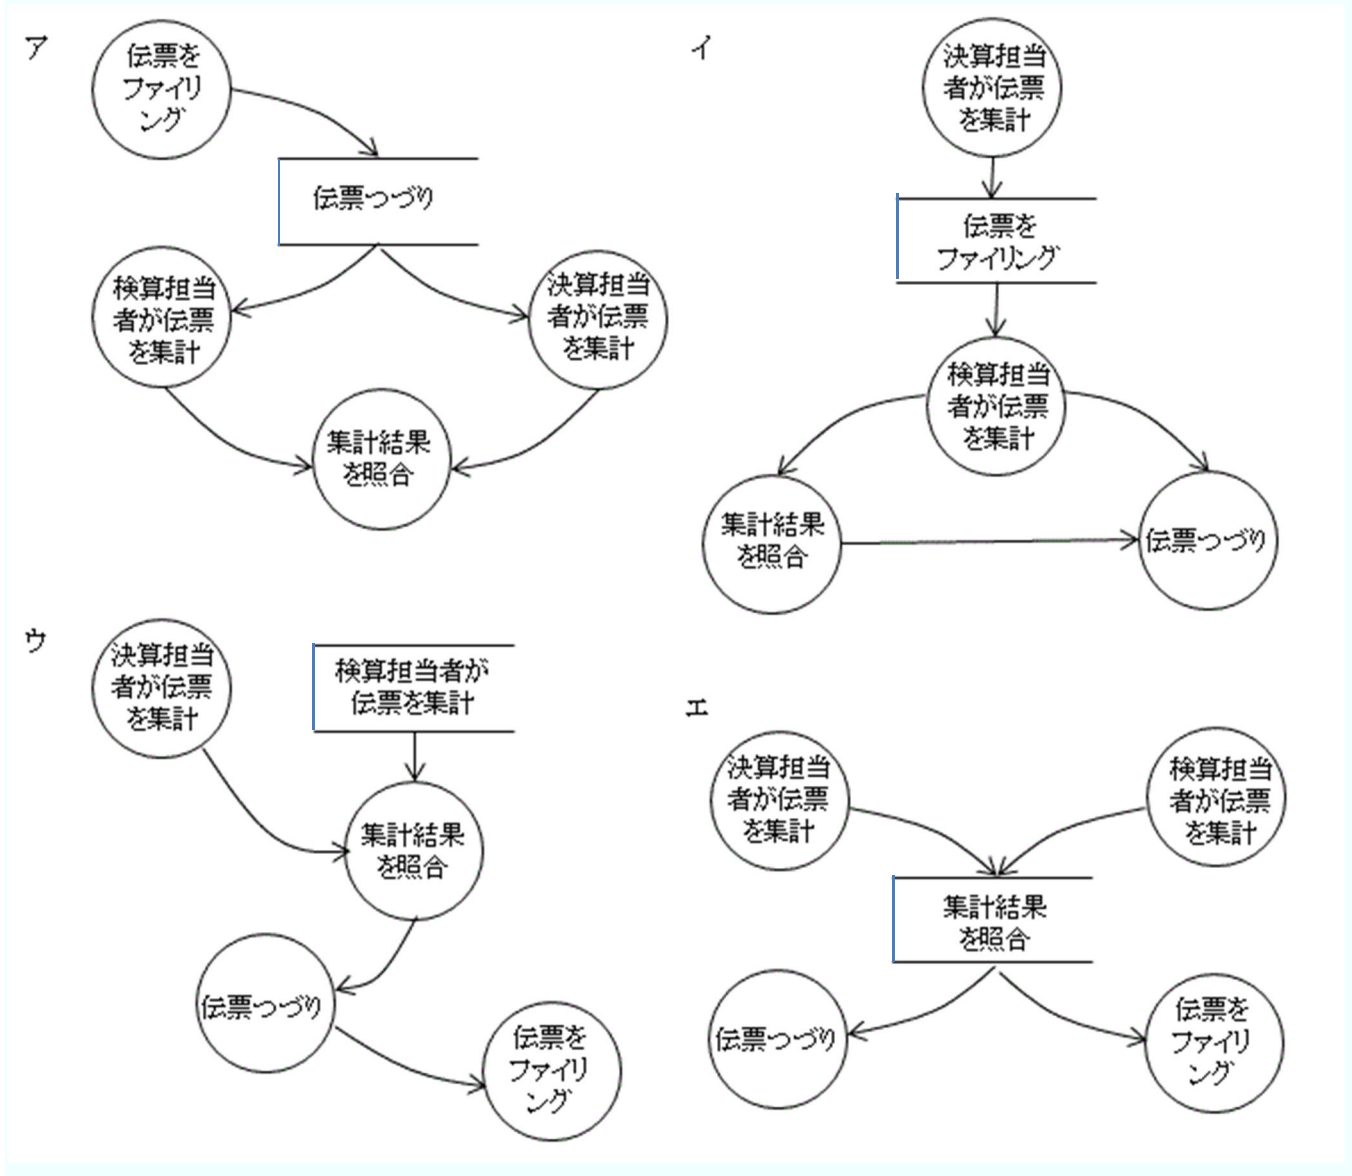 ア
伝票を
ファイリ
ング
伝票つづり
検算担当
者が伝票
を集計
決算担当
者が伝票
を集計
集計結果
を照合
イ
決算担当
者が伝票
を集計
伝票を
ファイリング
検算担当
者が伝票
を集計
集計結果
を照合
伝票つづり
ウ
決算担当
者が伝票
を集計
検算担当者が
伝票を集計
集計結果
を照合
伝票つづり
伝票を
ファイリ
ング
エ
決算担当
者が伝票
を集計
検算担当
者が伝票
を集計
集計結果
を照合
伝票つづり
伝票を
ファイリ
ング